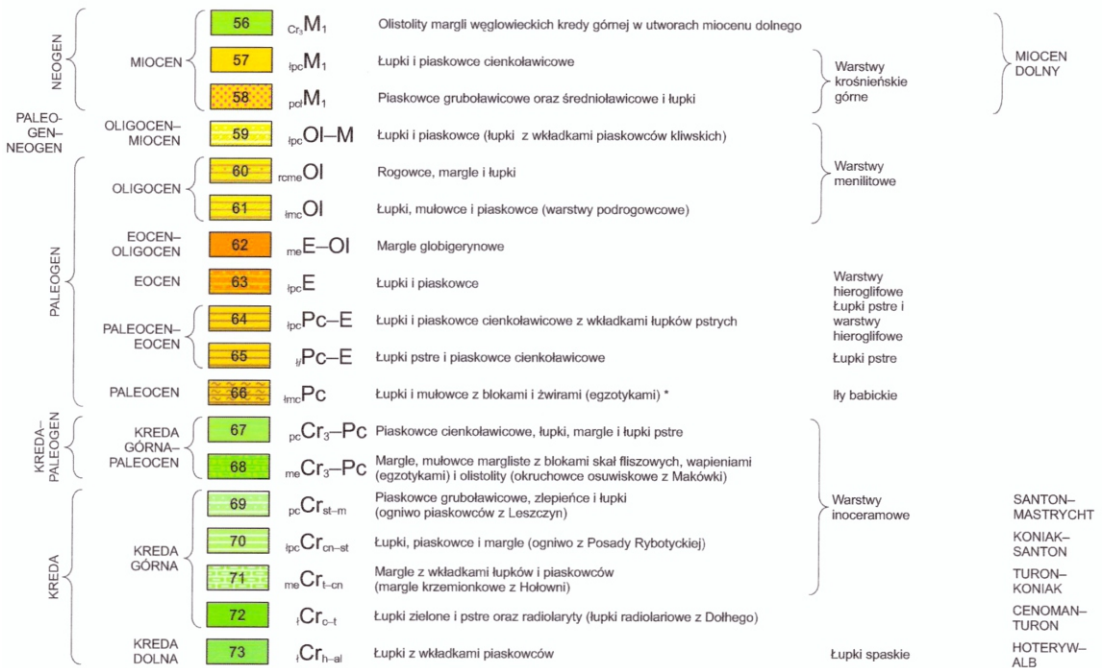 NEOGEN
MIOCEN
56 Cr₃M₁ Olistolity margli węglowieckich kredy górnej w utworach miocenu dolnego
57 łpcM₁ Łupki i piaskowce cienkoławicowe
58 pcłM₁ Piaskowce gruboławicowe oraz średnioławicowe i łupki
Warstwy
krośnieńskie
górne
MIOCEN
DOLNY
PALEO-
GEN–
NEOGEN
OLIGOCEN–
MIOCEN
59 łpcOl–M Łupki i piaskowce (łupki z wkładkami piaskowców kliwskich)
PALEOGEN
OLIGOCEN
60 rcmeOl Rogowce, margle i łupki
61 łmcOl Łupki, mułowce i piaskowce (warstwy podrogowcowe)
Warstwy
menilitowe
EOCEN–
OLIGOCEN
62 meE–Ol Margle globigerynowe
EOCEN
63 łpcE Łupki i piaskowce
Warstwy
hieroglifowe
PALEOCEN–
EOCEN
64 łpcPc–E Łupki i piaskowce cienkoławicowe z wkładkami łupków pstrych
Łupki pstre i
warstwy
hieroglifowe
65 Pc–E Łupki pstre i piaskowce cienkoławicowe
Łupki pstre
PALEOCEN
66 łmcPc Łupki i mułowce z blokami i żwirami (egzotykami) *
Iły babickie
KREDA–
PALEOGEN
KREDA
GÓRNA–
PALEOCEN
67 pcCr₃–Pc Piaskowce cienkoławicowe, łupki, margle i łupki pstre
68 meCr₃–Pc Margle, mułowce margliste z blokami skał fliszowych, wapieniami
(egzotykami) i olistolity (okruchowce osuwiskowe z Makówki)
KREDA
KREDA
GÓRNA
69 pcCrst–m Piaskowce gruboławicowe, zlepieńce i łupki
(ogniwo piaskowców z Leszczyn)
SANTON–
MASTRYCHT
Warstwy
inoceramowe
70 łpcCrcn–st Łupki, piaskowce i margle (ogniwo z Posady Rybotyckiej)
KONIAK–
SANTON
71 meCrt–cn Margle z wkładkami łupków i piaskowców
(margle krzemionkowe z Hołowni)
TURON–
KONIAK
72 łCrc–t Łupki zielone i pstre oraz radiolaryty (łupki radiolariowe z Dołhego)
CENOMAN–
TURON
KREDA
DOLNA
73 łCrh–al Łupki z wkładkami piaskowców
Łupki spaskie
HOTERYW–
ALB